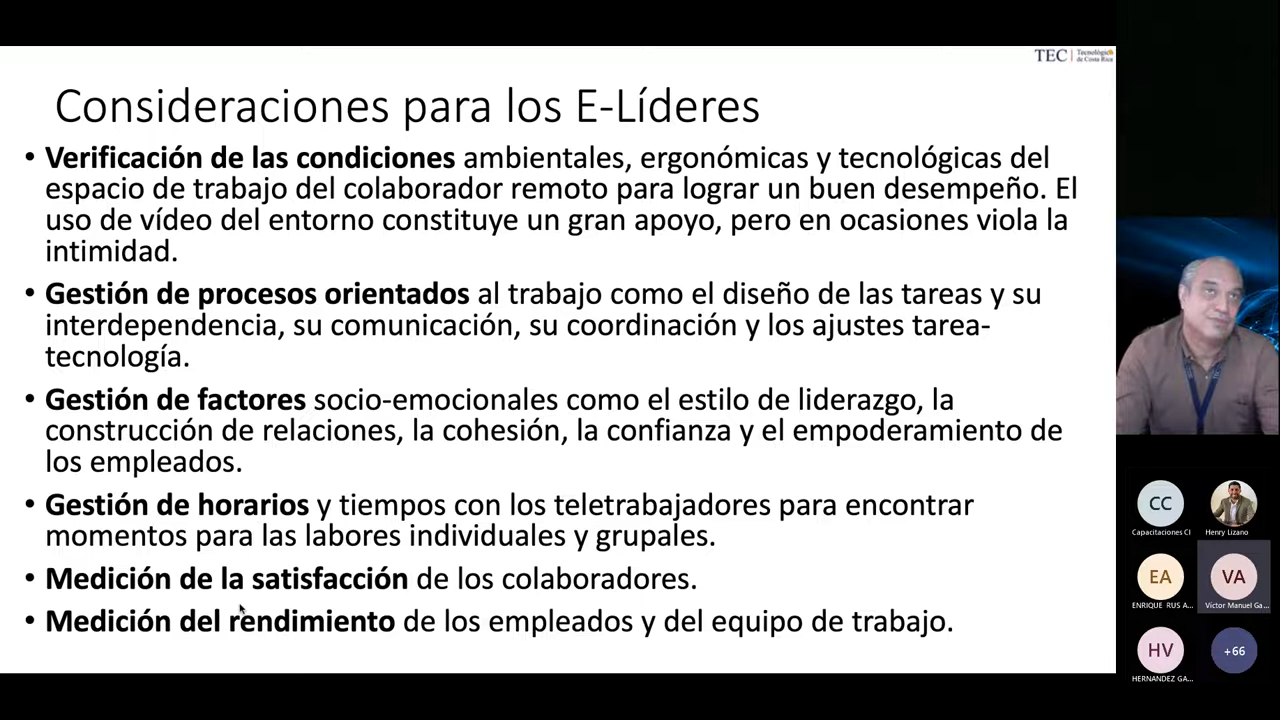 TEC | Tecnológico
de Costa Rica
Consideraciones para los E-Líderes
• Verificación de las condiciones ambientales, ergonómicas y tecnológicas del
espacio de trabajo del colaborador remoto para lograr un buen desempeño. El
uso de vídeo del entorno constituye un gran apoyo, pero en ocasiones viola la
intimidad.
• Gestión de procesos orientados al trabajo como el diseño de las tareas y su
interdependencia, su comunicación, su coordinación y los ajustes tarea-
tecnología.
• Gestión de factores socio-emocionales como el estilo de liderazgo, la
construcción de relaciones, la cohesión, la confianza y el empoderamiento de
los empleados.
• Gestión de horarios y tiempos con los teletrabajadores para encontrar
momentos para las labores individuales y grupales.
• Medición de la satisfacción de los colaboradores.
• Medición del rendimiento de los empleados y del equipo de trabajo.
CC
Capacitaciones CI
Henry Lizano
EA
ENRIQUE RUS A...
VA
Víctor Manuel Ga...
HV
HERNANDEZ GA...
+66